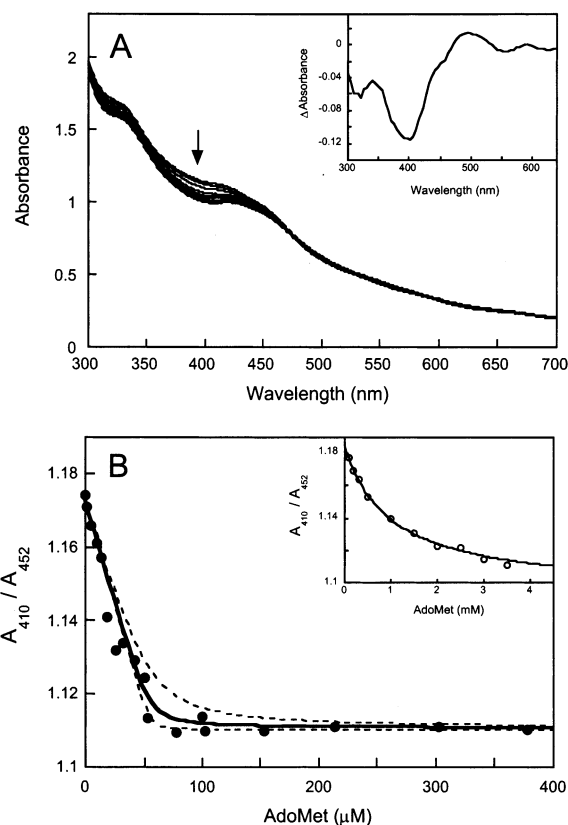 A
2
1.5
1
0.5
0
Absorbance
300 350 400 450 500 550 600 650 700
Wavelength (nm)
0
-0.04
-0.08
-0.12
ΔAbsorbance
300 400 500 600
Wavelength (nm)
B
1.18
1.16
1.14
1.12
1.1
A410 / A452
0 100 200 300 400
AdoMet (μM)
1.18
1.14
1.1
A410 / A452
0 1 2 3 4
AdoMet (mM)